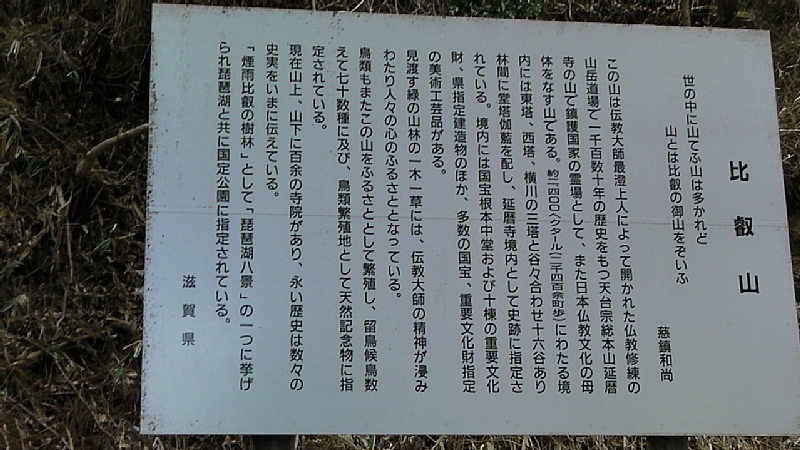 比叡山
世の中に山てふ山は多かれど
山とは比叡の御山をぞいふ
慈鎮和尚
この山は伝教大師最澄上人によって開かれた仏教修練の
山岳道場で一千百数十年の歴史をもつ天台宗総本山延暦
寺の山で鎮護国家の霊場として、また日本仏教文化の母
体をなす山である。約二四〇〇ヘクタール(二千四百余町歩)にわたる境
内には東塔、西塔、横川の三塔と谷々合わせ十六谷あり
林間に堂塔伽藍を配し、延暦寺境内として史跡に指定さ
れている。境内には国宝根本中堂および十棟の重要文化
財、県指定建造物のほか、多数の国宝、重要文化財指定
の美術工芸品がある。
見渡す緑の山林の一木一草には、伝教大師の精神が浸み
わたり人々の心のふるさととなっている。
鳥類もまたこの山をふるさととして繁殖し、留鳥候鳥数
えて七十数種に及び、鳥類繁殖地として天然記念物に指
定されている。
現在山上、山下に百余の寺院があり、永い歴史は数々の
史実をいまに伝えている。
「煙雨比叡の樹林」として「琵琶湖八景」の一つに挙げ
られ琵琶湖と共に国定公園に指定されている。
滋賀県